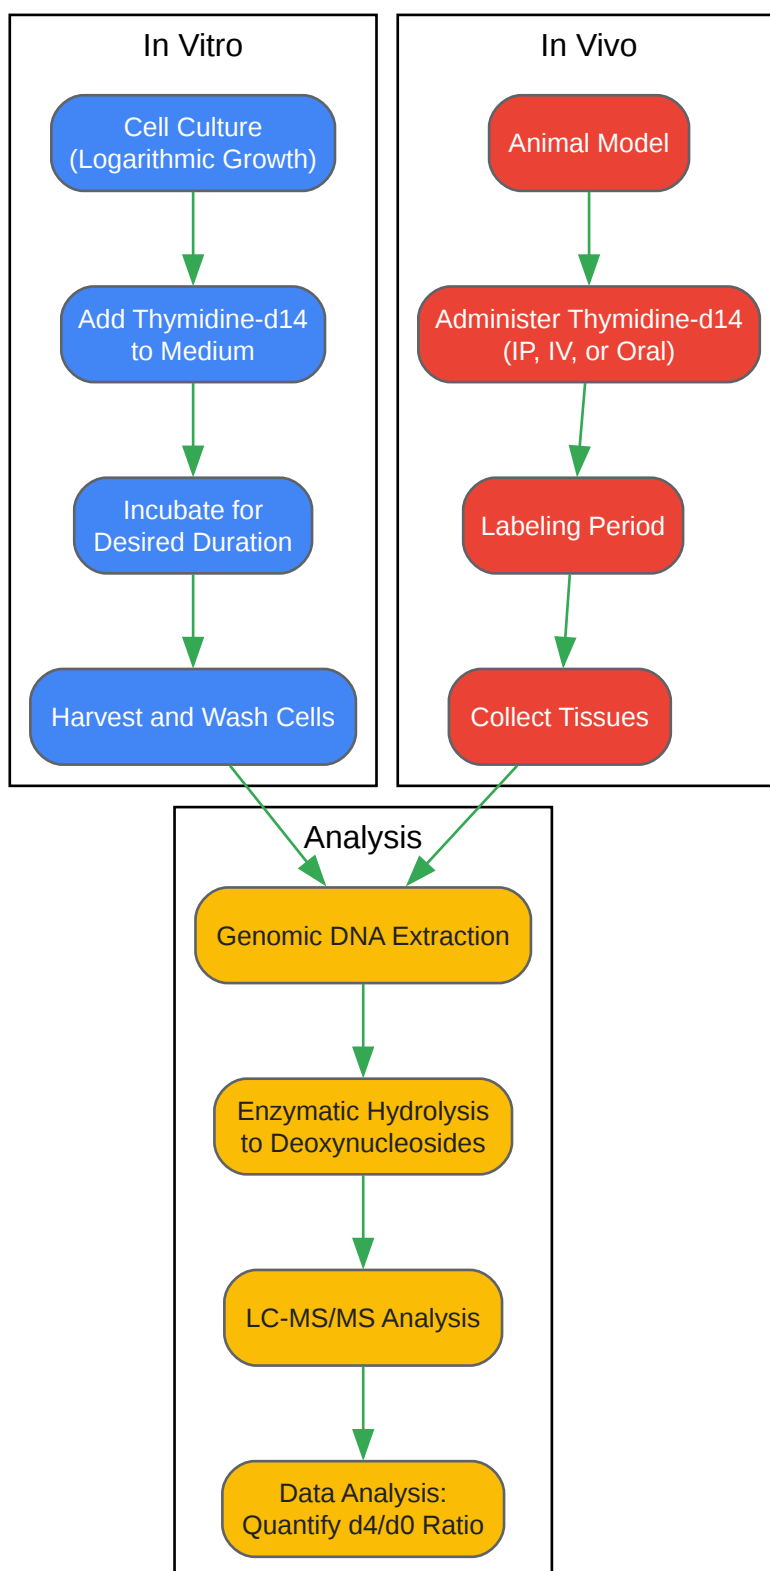 In Vitro
Cell Culture
(Logarithmic Growth)
Add Thymidine-d14
to Medium
Incubate for
Desired Duration
Harvest and Wash Cells
In Vivo
Animal Model
Administer Thymidine-d14
(IP, IV, or Oral)
Labeling Period
Collect Tissues
Analysis
Genomic DNA Extraction
Enzymatic Hydrolysis
to Deoxynucleosides
LC-MS/MS Analysis
Data Analysis:
Quantify d4/d0 Ratio